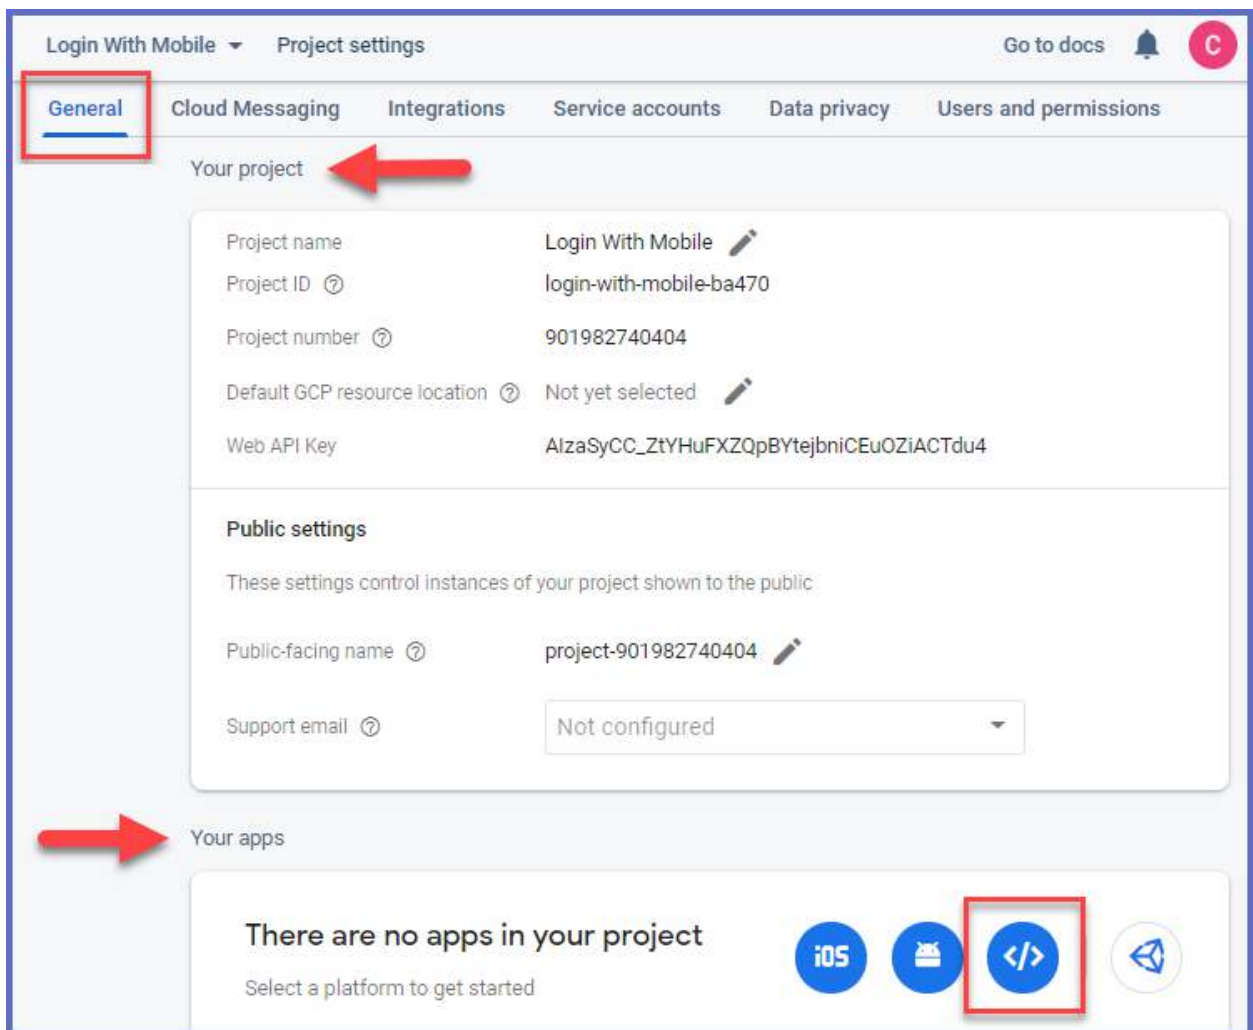 Login With Mobile Project settings Go to docs C
General Cloud Messaging Integrations Service accounts Data privacy Users and permissions
Your project
Project name Login With Mobile
Project ID login-with-mobile-ba470
Project number 901982740404
Default GCP resource location Not yet selected
Web API Key AIzaSyCC_ZtYHuFXZQpBYtejbniCEuOZiACTdu4
Public settings
These settings control instances of your project shown to the public
Public-facing name project-901982740404
Support email Not configured
Your apps
There are no apps in your project
iOS </>
Select a platform to get started